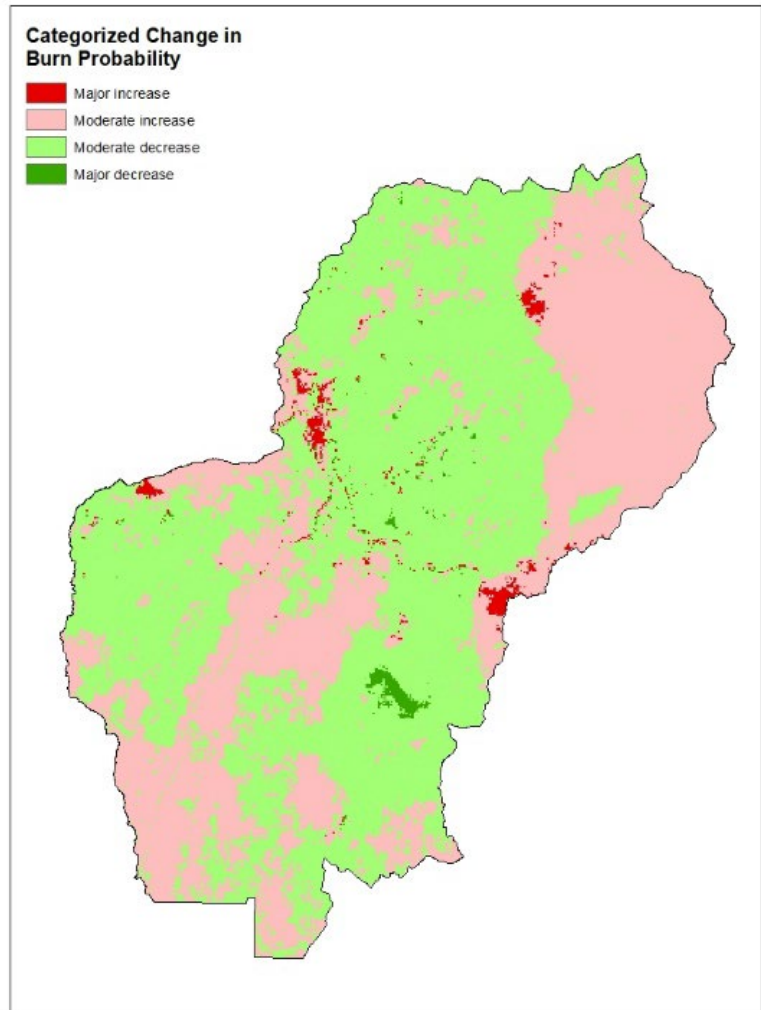 Categorized Change in
Burn Probability
Major increase
Moderate increase
Moderate decrease
Major decrease